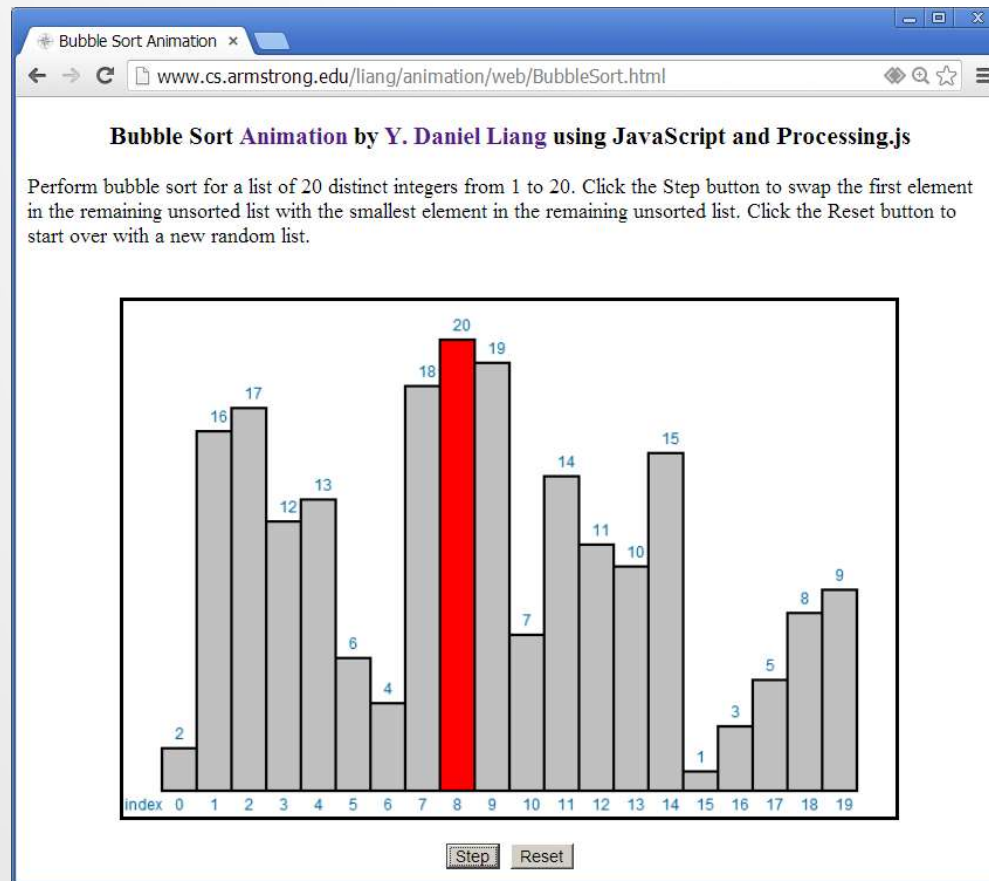 Bubble Sort Animation
www.cs.armstrong.edu/liang/animation/web/BubbleSort.html
Bubble Sort Animation by Y. Daniel Liang using JavaScript and Processing.js
Perform bubble sort for a list of 20 distinct integers from 1 to 20. Click the Step button to swap the first element
in the remaining unsorted list with the smallest element in the remaining unsorted list. Click the Reset button to
start over with a new random list.
2 16 17 12 13 6 4 18 20 19 7 14 11 10 15 1 3 5 8 9
index 0 1 2 3 4 5 6 7 8 9 10 11 12 13 14 15 16 17 18 19
Step Reset